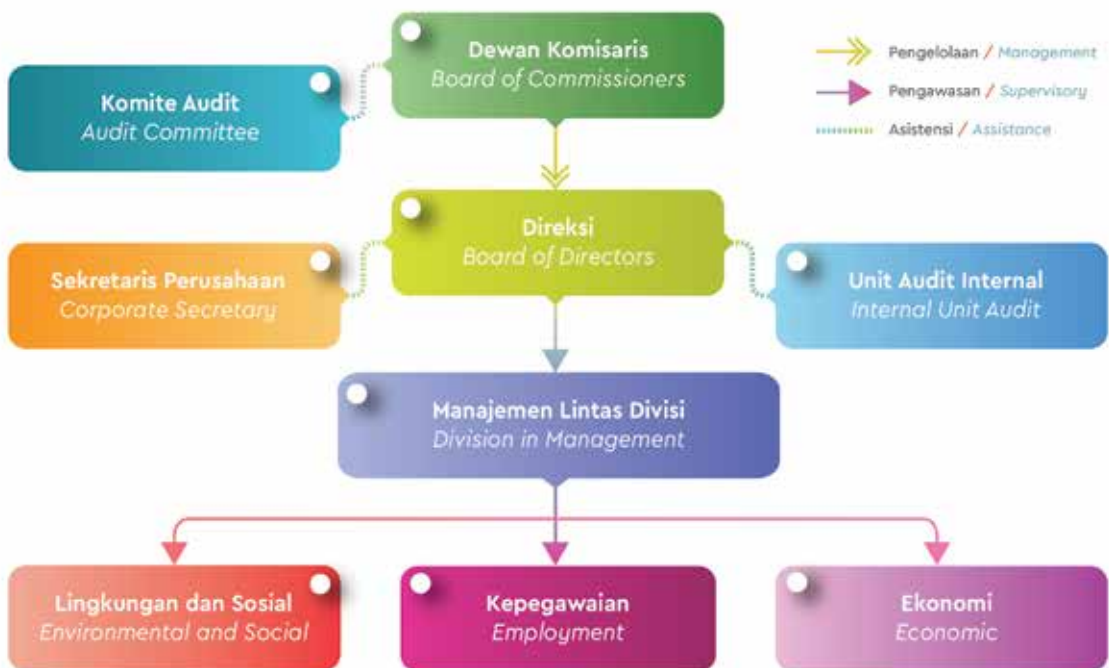 Dewan Komisaris
Board of Commissioners
Pengelolaan / Management
Pengawasan / Supervisory
Asistensi / Assistance
Komite Audit
Audit Committee
Direksi
Board of Directors
Sekretaris Perusahaan
Corporate Secretary
Unit Audit Internal
Internal Unit Audit
Manajemen Lintas Divisi
Division in Management
Lingkungan dan Sosial
Environmental and Social
Kepegawaian
Employment
Ekonomi
Economic